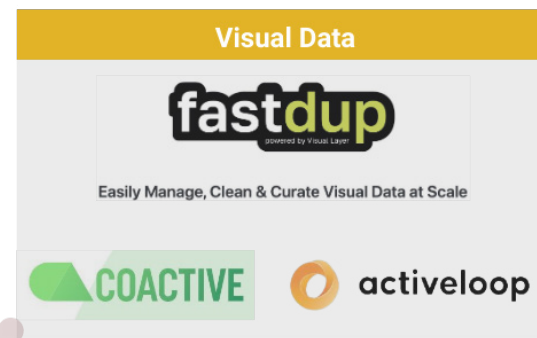 Visual Data
fastdup
powered by Visual Layer
Easily Manage, Clean & Curate Visual Data at Scale
COACTIVE
activeloop